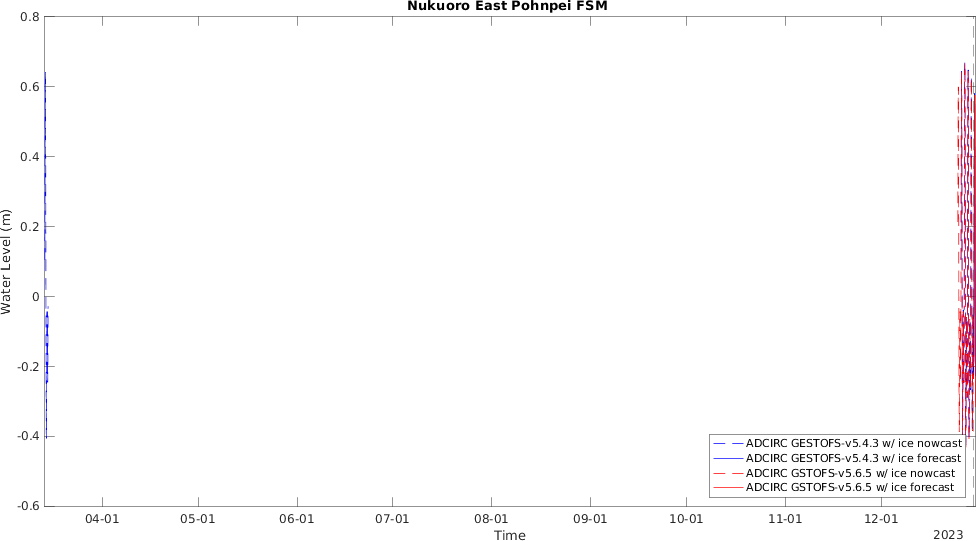 Nukuoro East Pohnpei FSM
0.8
0.6
0.4
0.2
0
-0.2
-0.4
-0.6
Water Level (m)
ADCIRC GESTOFS-v5.4.3 w/ ice nowcast
ADCIRC GESTOFS-v5.4.3 w/ ice forecast
ADCIRC GSTOFS-v5.6.5 w/ ice nowcast
ADCIRC GSTOFS-v5.6.5 w/ ice forecast
04-01 05-01 06-01 07-01 08-01 09-01 10-01 11-01 12-01
Time
2023